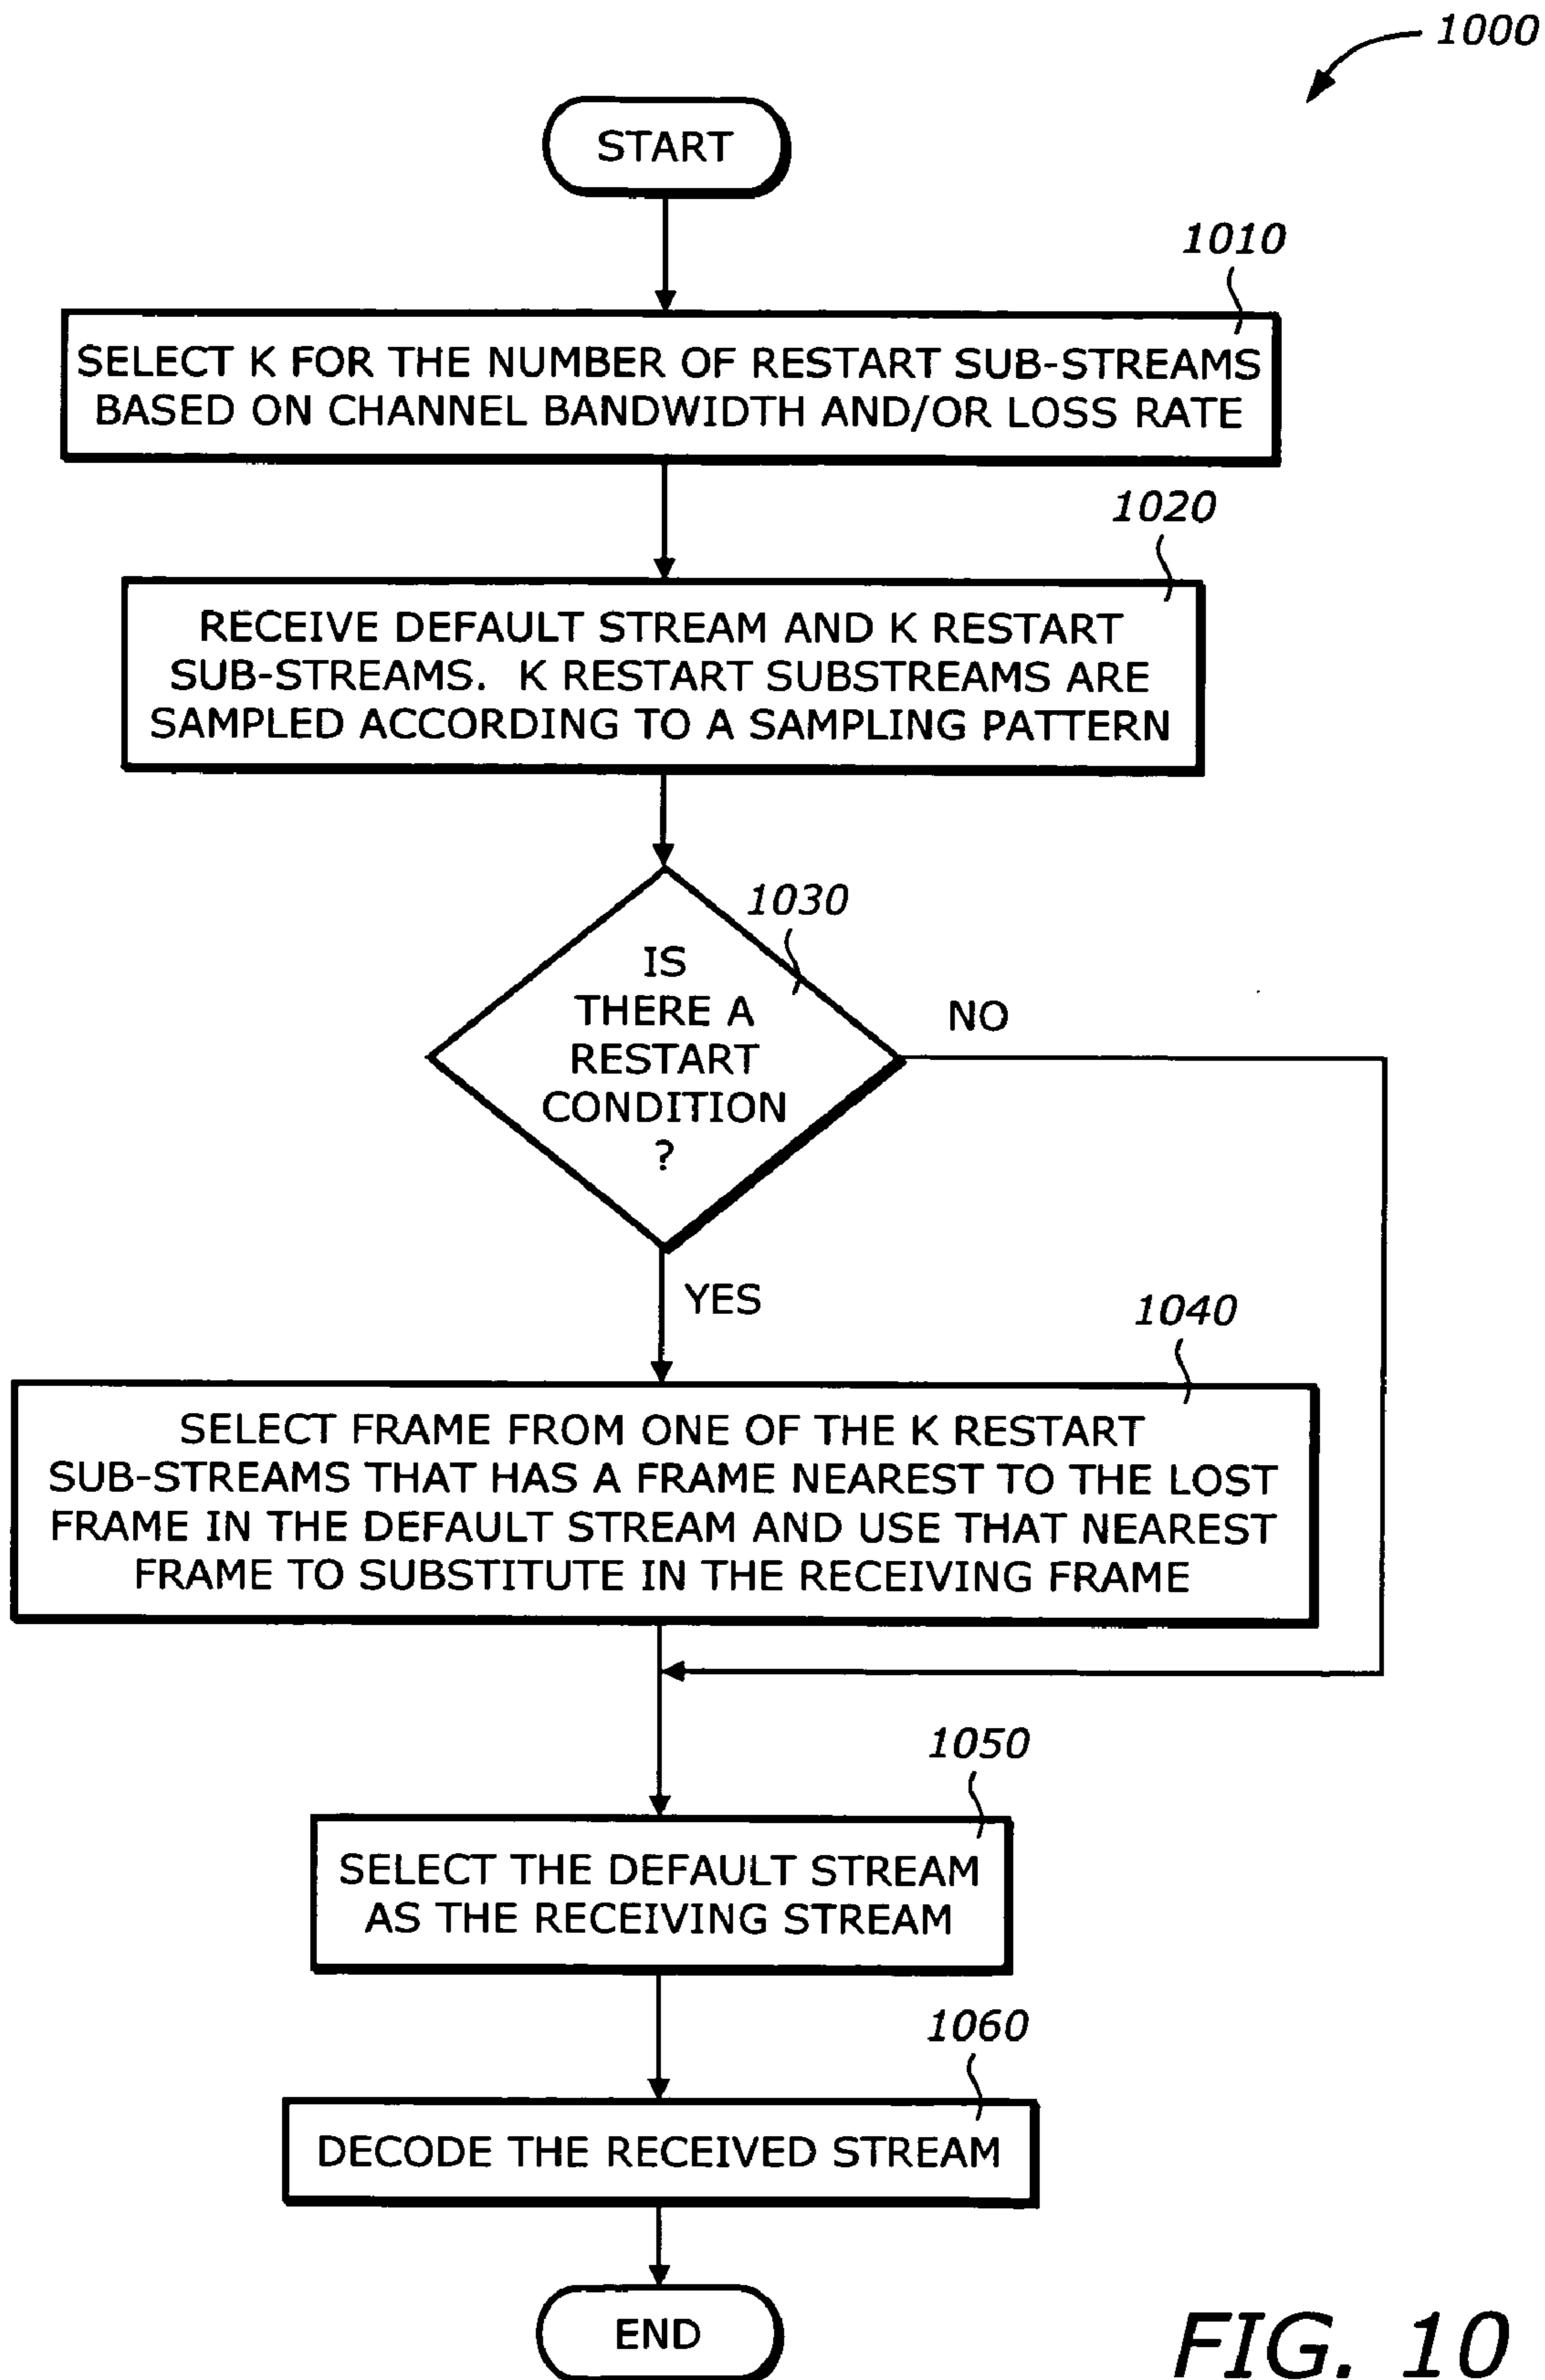 1000
START
1010
SELECT K FOR THE NUMBER OF RESTART SUB-STREAMS
BASED ON CHANNEL BANDWIDTH AND/OR LOSS RATE
1020
RECEIVE DEFAULT STREAM AND K RESTART
SUB-STREAMS. K RESTART SUBSTREAMS ARE
SAMPLED ACCORDING TO A SAMPLING PATTERN
1030
IS
THERE A
RESTART
CONDITION
?
NO
YES
1040
SELECT FRAME FROM ONE OF THE K RESTART
SUB-STREAMS THAT HAS A FRAME NEAREST TO THE LOST
FRAME IN THE DEFAULT STREAM AND USE THAT NEAREST
FRAME TO SUBSTITUTE IN THE RECEIVING FRAME
1050
SELECT THE DEFAULT STREAM
AS THE RECEIVING STREAM
1060
DECODE THE RECEIVED STREAM
END
FIG. 10